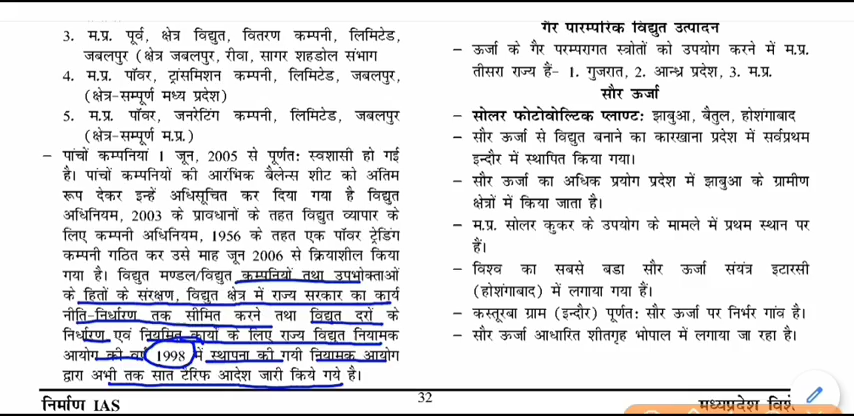 3. म.प्र. पूर्व, क्षेत्र विद्युत, वितरण कम्पनी, लिमिटेड,
जबलपुर (क्षेत्र जबलपुर, रीवा, सागर शहडोल संभाग
4. म.प्र. पॉवर, ट्रांसमिशन कम्पनी, लिमिटेड, जबलपुर,
(क्षेत्र-सम्पूर्ण मध्य प्रदेश)
5. म.प्र. पॉवर, जनरेटिंग कम्पनी, लिमिटेड, जबलपुर
(क्षेत्र-सम्पूर्ण म.प्र.)
– पांचों कम्पनियां 1 जून, 2005 से पूर्णत: स्वशासी हो गई
है। पांचों कम्पनियों की आरंभिक बैलेन्स शीट को अंतिम
रूप देकर इन्हें अधिसूचित कर दिया गया है विद्युत
अधिनियम, 2003 के प्रावधानों के तहत विद्युत व्यापार के
लिए कम्पनी अधिनियम, 1956 के तहत एक पॉवर ट्रेडिंग
कम्पनी गठित कर उसे माह जून 2006 से क्रियाशील किया
गया है। विद्युत मण्डल/विद्युत कम्पनियों तथा उपभोक्ताओं
के हितों के संरक्षण, विद्युत क्षेत्र में राज्य सरकार का कार्य
नीति-निर्धारण तक सीमित करने तथा विद्युत दरों के
निर्धारण एवं नियमित कार्यो के लिए राज्य विद्युत नियामक
आयोग की वर्ष 1998 में स्थापना की गयी नियामक आयोग
द्वारा अभी तक सात टैरिफ आदेश जारी किये गये है।
गैर पारम्परिक विद्युत उत्पादन
– ऊर्जा के गैर परम्परागत स्त्रोतों को उपयोग करने में म.प्र.
तीसरा राज्य हैं- 1. गुजरात, 2. आन्ध्र प्रदेश, 3. म.प्र.
सौर ऊर्जा
– सोलर फोटोवोल्टिक प्लाण्ट: झाबुआ, बैतुल, होशंगाबाद
– सौर ऊर्जा से विद्युत बनाने का कारखाना प्रदेश में सर्वप्रथम
इन्दौर में स्थापित किया गया।
– सौर ऊर्जा का अधिक प्रयोग प्रदेश में झाबुआ के ग्रामीण
क्षेत्रों में किया जाता है।
– म.प्र. सोलर कुकर के उपयोग के मामले में प्रथम स्थान पर
हैं।
– विश्व का सबसे बडा सौर ऊर्जा संयंत्र इटारसी
(होशंगाबाद) में लगाया गया हैं।
– कस्तूरबा ग्राम (इन्दौर) पूर्णत: सौर ऊर्जा पर निर्भर गांव है।
– सौर ऊर्जा आधारित शीतगृह भोपाल में लगाया जा रहा है।
निर्माण IAS
32
मध्यप्रदेश